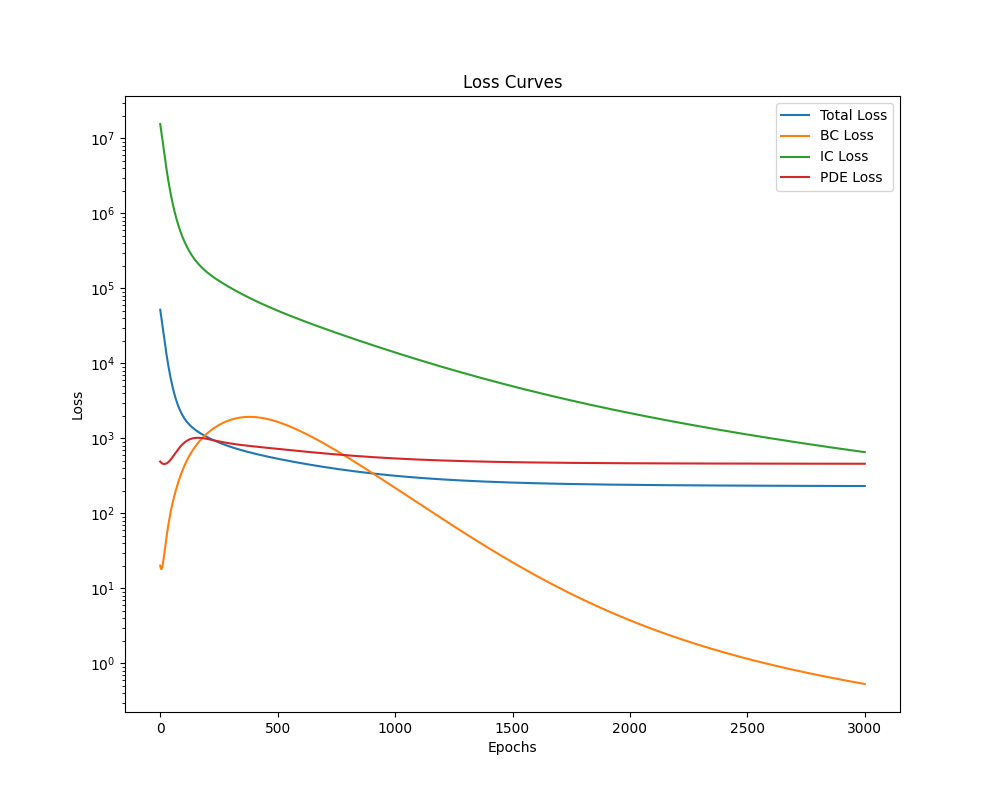 Loss Curves
Total Loss
BC Loss
IC Loss
PDE Loss
Loss
10⁷
10⁶
10⁵
10⁴
10³
10²
10¹
10⁰
0 500 1000 1500 2000 2500 3000
Epochs